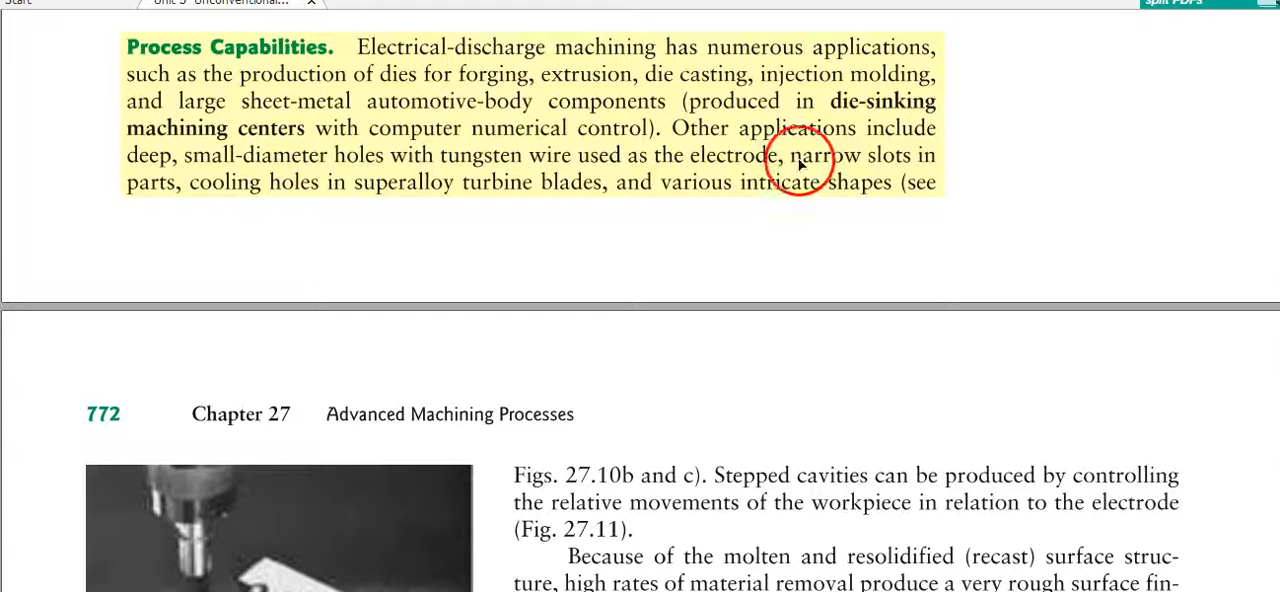 Start
Unit 5 Unconventional...
split PDFs
Process Capabilities. Electrical-discharge machining has numerous applications,
such as the production of dies for forging, extrusion, die casting, injection molding,
and large sheet-metal automotive-body components (produced in die-sinking
machining centers with computer numerical control). Other applications include
deep, small-diameter holes with tungsten wire used as the electrode, narrow slots in
parts, cooling holes in superalloy turbine blades, and various intricate shapes (see
772 Chapter 27 Advanced Machining Processes
Figs. 27.10b and c). Stepped cavities can be produced by controlling
the relative movements of the workpiece in relation to the electrode
(Fig. 27.11).
Because of the molten and resolidified (recast) surface struc-
ture, high rates of material removal produce a very rough surface fin-